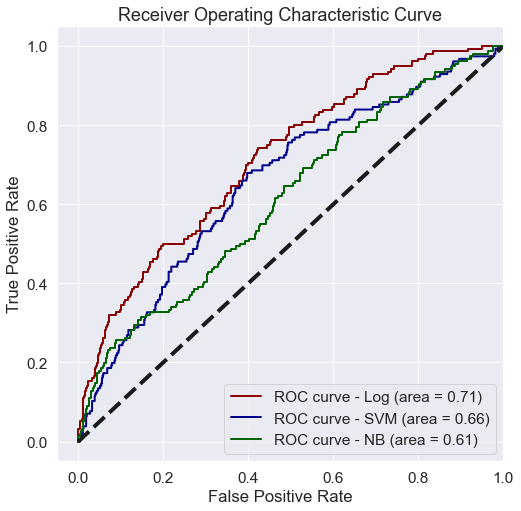 Receiver Operating Characteristic Curve
1.0
0.8
0.6
0.4
0.2
0.0
True Positive Rate
ROC curve - Log (area = 0.71)
ROC curve - SVM (area = 0.66)
ROC curve - NB (area = 0.61)
0.0 0.2 0.4 0.6 0.8 1.0
False Positive Rate